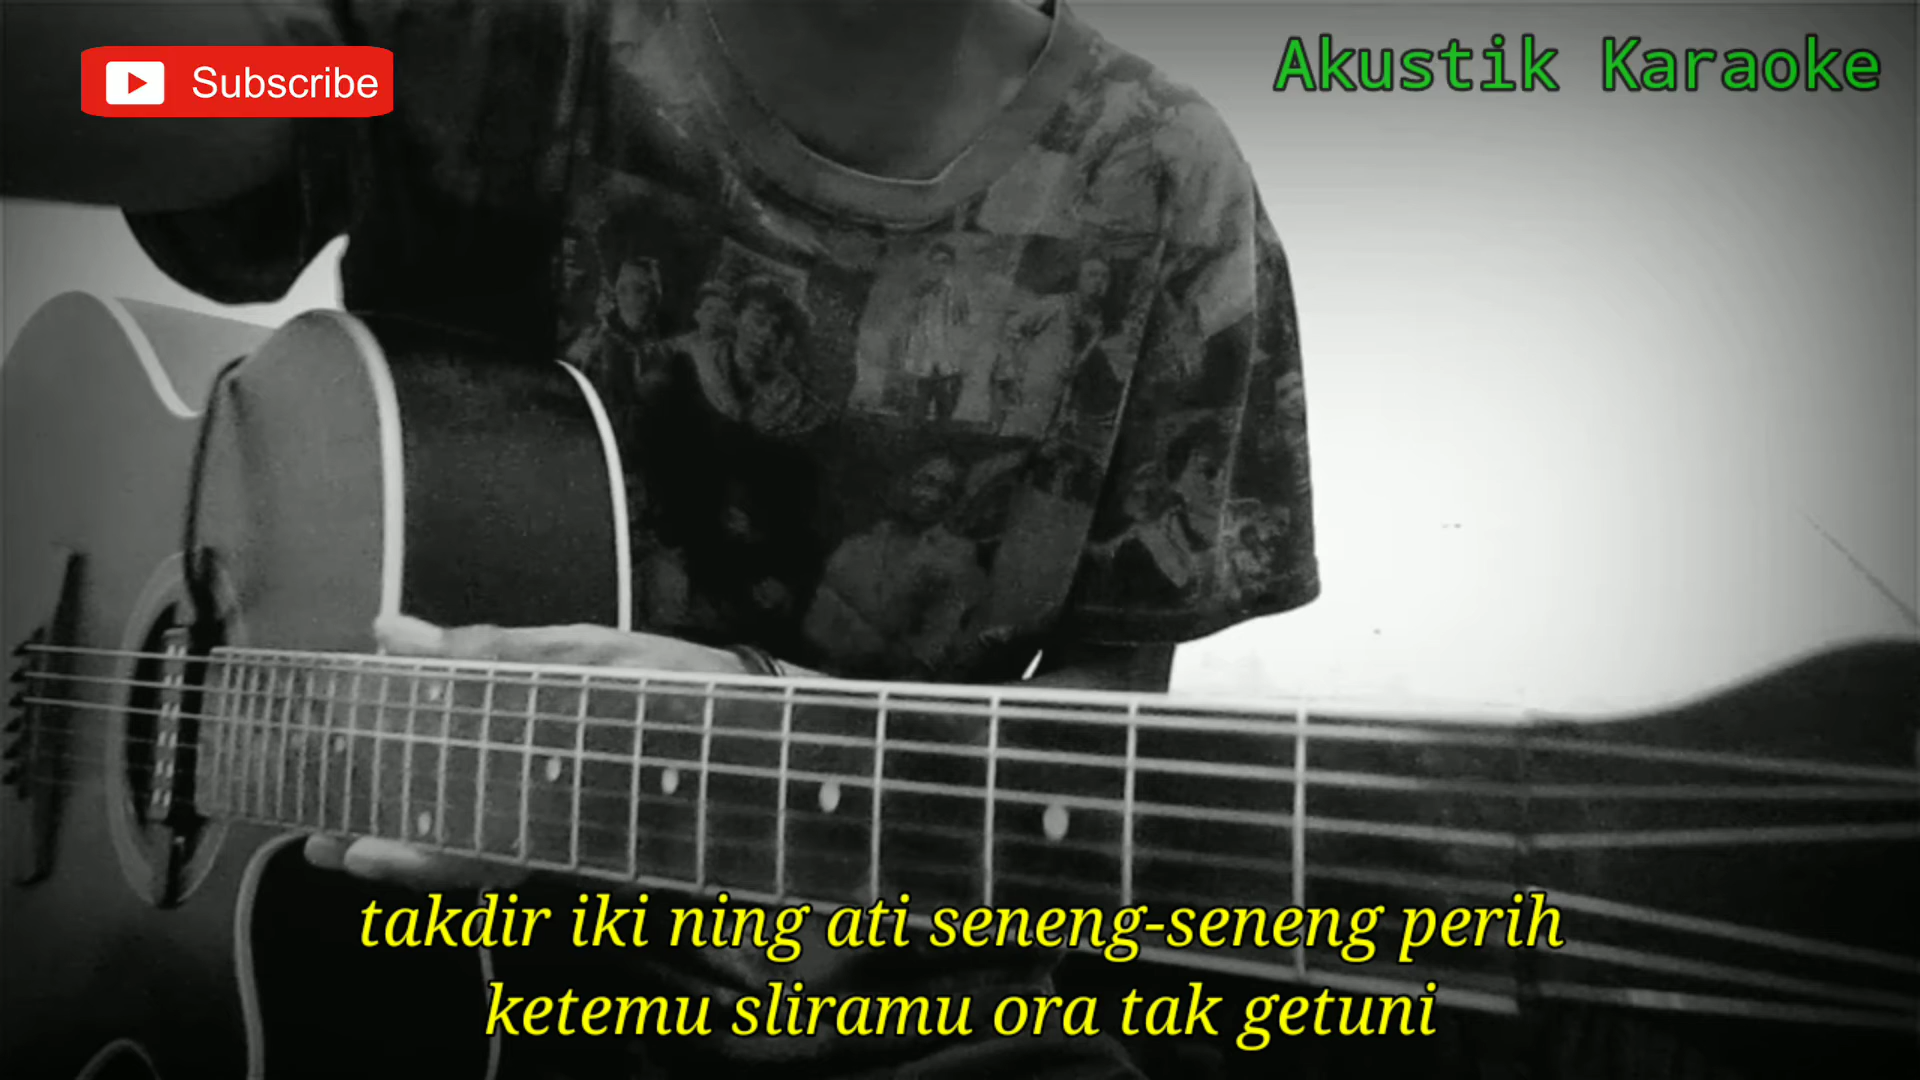 Subscribe
Akustik Karaoke
takdir iki ning ati seneng-seneng perih
ketemu sliramu ora tak getuni